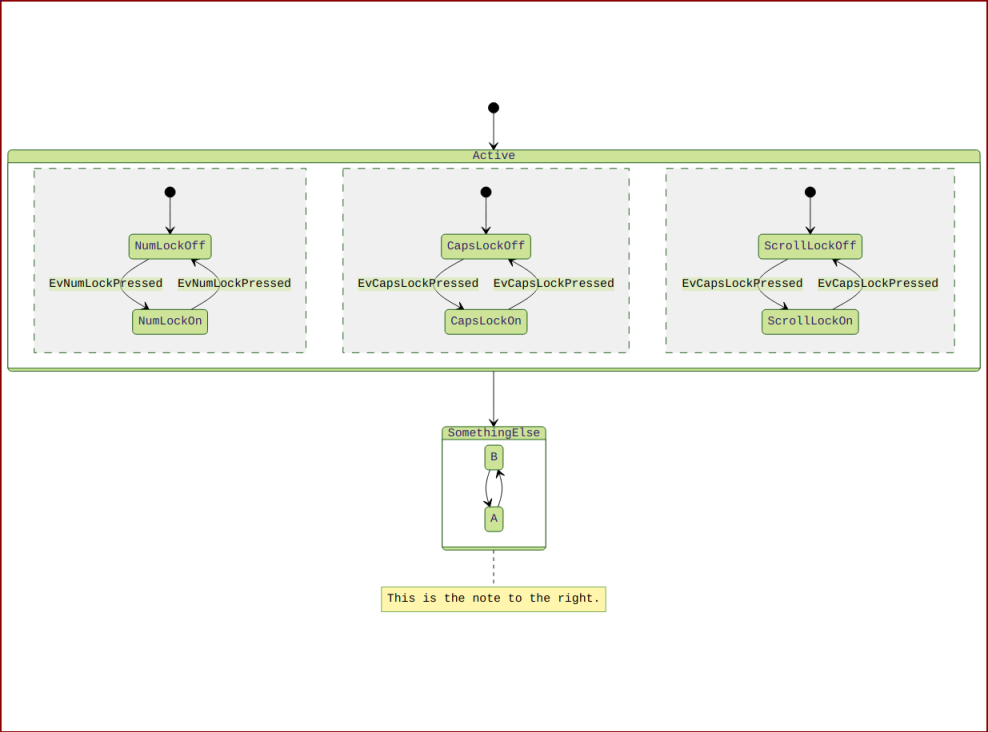 Active
NumLockOff
CapsLockOff
ScrollLockOff
EvNumLockPressed
EvNumLockPressed
EvCapsLockPressed
EvCapsLockPressed
EvCapsLockPressed
EvCapsLockPressed
NumLockOn
CapsLockOn
ScrollLockOn
SomethingElse
B
A
This is the note to the right.